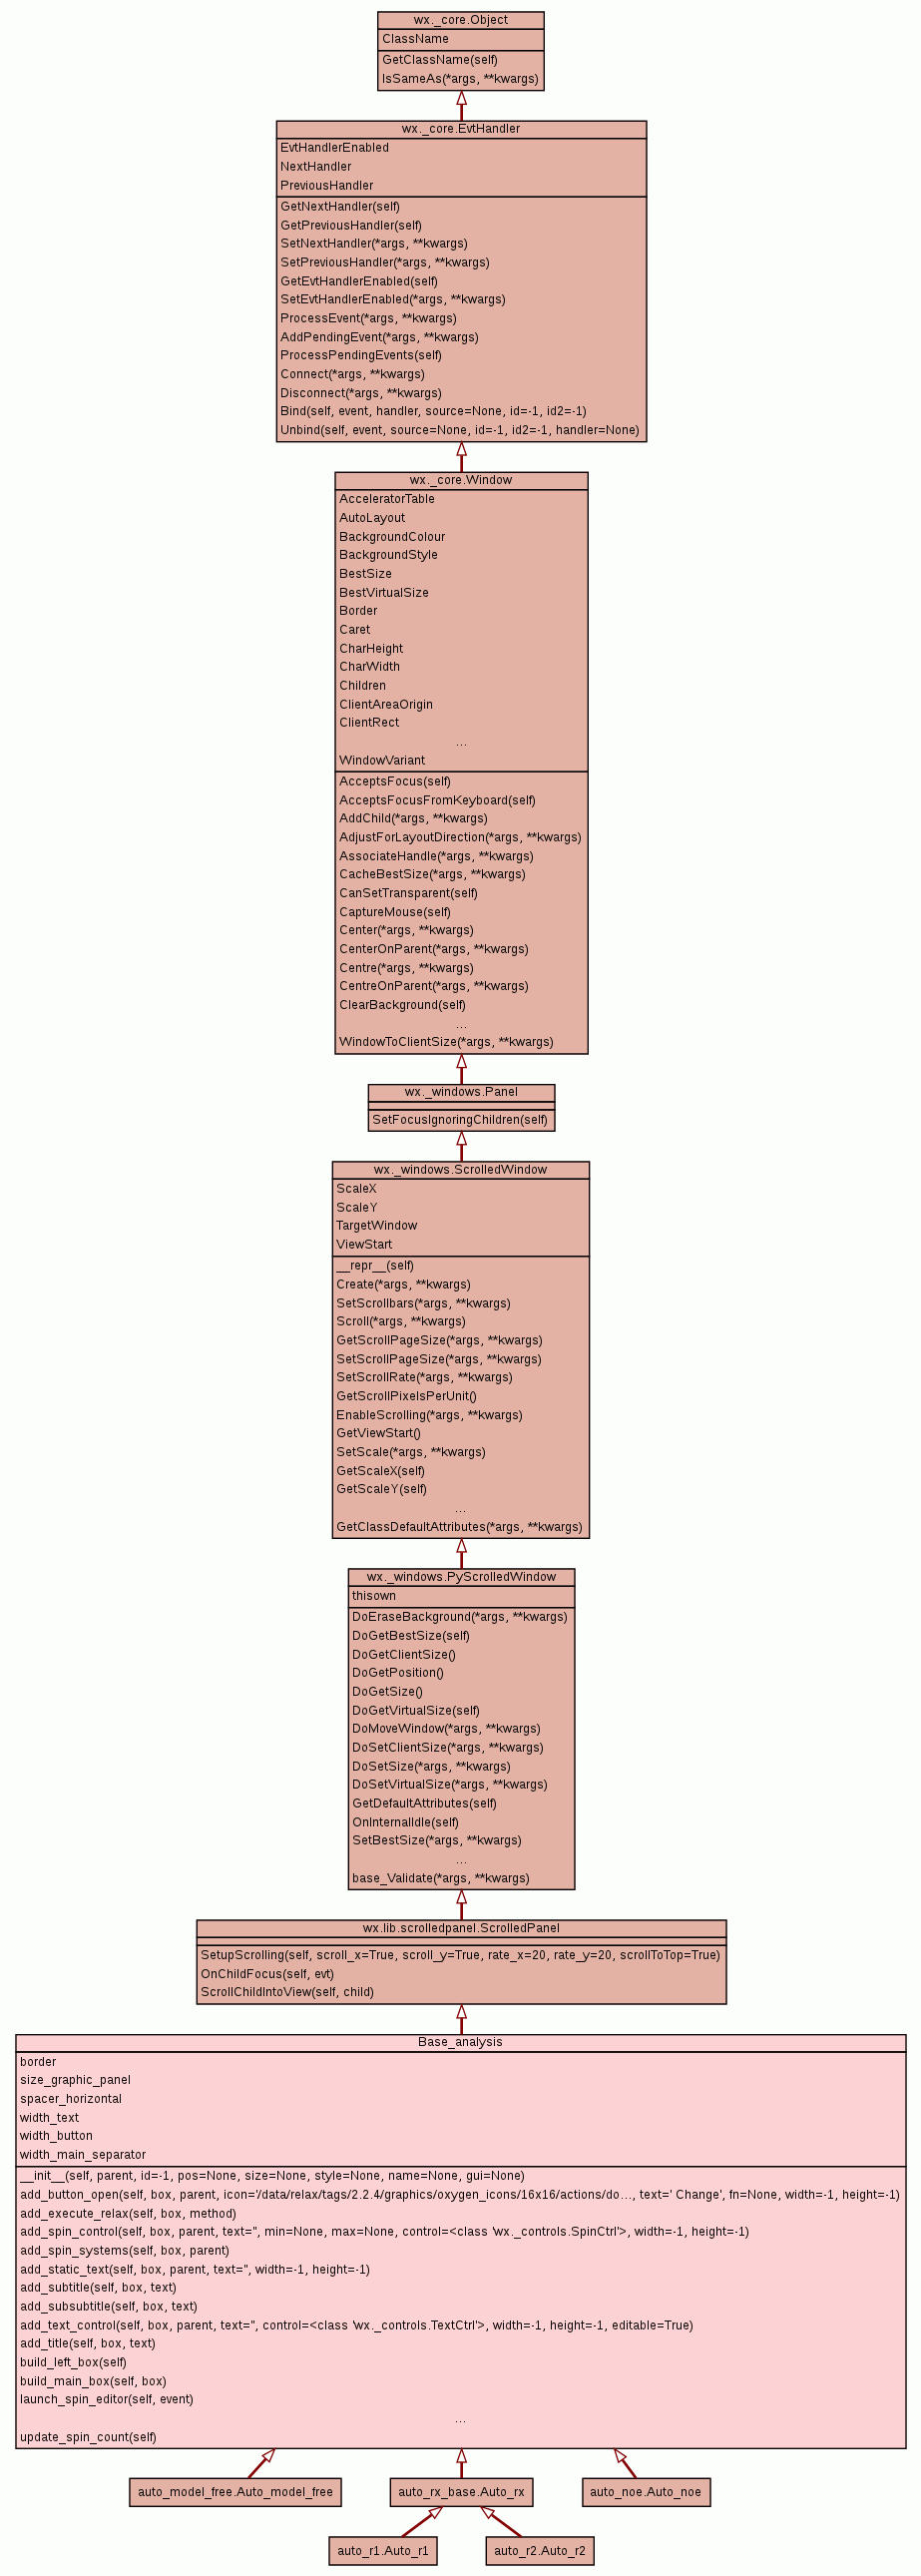 wx._core.Object
ClassName
GetClassName(self)
IsSameAs(*args, **kwargs)
wx._core.EvtHandler
EvtHandlerEnabled
NextHandler
PreviousHandler
GetNextHandler(self)
GetPreviousHandler(self)
SetNextHandler(*args, **kwargs)
SetPreviousHandler(*args, **kwargs)
GetEvtHandlerEnabled(self)
SetEvtHandlerEnabled(*args, **kwargs)
ProcessEvent(*args, **kwargs)
AddPendingEvent(*args, **kwargs)
ProcessPendingEvents(self)
Connect(*args, **kwargs)
Disconnect(*args, **kwargs)
Bind(self, event, handler, source=None, id=-1, id2=-1)
Unbind(self, event, source=None, id=-1, id2=-1, handler=None)
wx._core.Window
AcceleratorTable
AutoLayout
BackgroundColour
BackgroundStyle
BestSize
BestVirtualSize
Border
Caret
CharHeight
CharWidth
Children
ClientAreaOrigin
ClientRect
...
WindowVariant
AcceptsFocus(self)
AcceptsFocusFromKeyboard(self)
AddChild(*args, **kwargs)
AdjustForLayoutDirection(*args, **kwargs)
AssociateHandle(*args, **kwargs)
CacheBestSize(*args, **kwargs)
CanSetTransparent(self)
CaptureMouse(self)
Center(*args, **kwargs)
CenterOnParent(*args, **kwargs)
Centre(*args, **kwargs)
CentreOnParent(*args, **kwargs)
ClearBackground(self)
...
WindowToClientSize(*args, **kwargs)
wx._windows.Panel
SetFocusIgnoringChildren(self)
wx._windows.ScrolledWindow
ScaleX
ScaleY
TargetWindow
ViewStart
__repr__(self)
Create(*args, **kwargs)
SetScrollbars(*args, **kwargs)
Scroll(*args, **kwargs)
GetScrollPageSize(*args, **kwargs)
SetScrollPageSize(*args, **kwargs)
SetScrollRate(*args, **kwargs)
GetScrollPixelsPerUnit()
EnableScrolling(*args, **kwargs)
GetViewStart()
SetScale(*args, **kwargs)
GetScaleX(self)
GetScaleY(self)
...
GetClassDefaultAttributes(*args, **kwargs)
wx._windows.PyScrolledWindow
thisown
DoEraseBackground(*args, **kwargs)
DoGetBestSize(self)
DoGetClientSize()
DoGetPosition()
DoGetSize()
DoGetVirtualSize(self)
DoMoveWindow(*args, **kwargs)
DoSetClientSize(*args, **kwargs)
DoSetSize(*args, **kwargs)
DoSetVirtualSize(*args, **kwargs)
GetDefaultAttributes(self)
OnInternalIdle(self)
SetBestSize(*args, **kwargs)
...
base_Validate(*args, **kwargs)
wx.lib.scrolledpanel.ScrolledPanel
SetupScrolling(self, scroll_x=True, scroll_y=True, rate_x=20, rate_y=20, scrollToTop=True)
OnChildFocus(self, evt)
ScrollChildIntoView(self, child)
Base_analysis
border
size_graphic_panel
spacer_horizontal
width_text
width_button
width_main_separator
__init__(self, parent, id=-1, pos=None, size=None, style=None, name=None, gui=None)
add_button_open(self, box, parent, icon='/data/relax/tags/2.2.4/graphics/oxygen_icons/16x16/actions/do..., text=' Change', fn=None, width=-1, height=-1)
add_execute_relax(self, box, method)
add_spin_control(self, box, parent, text='', min=None, max=None, control=<class 'wx._controls.SpinCtrl'>, width=-1, height=-1)
add_spin_systems(self, box, parent)
add_static_text(self, box, parent, text='', width=-1, height=-1)
add_subtitle(self, box, text)
add_subsubtitle(self, box, text)
add_text_control(self, box, parent, text='', control=<class 'wx._controls.TextCtrl'>, width=-1, height=-1, editable=True)
add_title(self, box, text)
build_left_box(self)
build_main_box(self, box)
launch_spin_editor(self, event)
...
update_spin_count(self)
auto_model_free.Auto_model_free
auto_rx_base.Auto_rx
auto_noe.Auto_noe
auto_r1.Auto_r1
auto_r2.Auto_r2